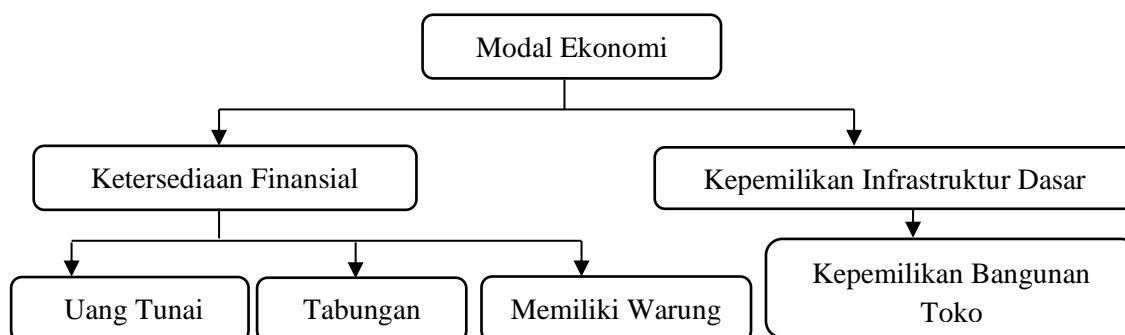 Modal Ekonomi
Ketersediaan Finansial
Kepemilikan Infrastruktur Dasar
Uang Tunai
Tabungan
Memiliki Warung
Kepemilikan Bangunan
Toko